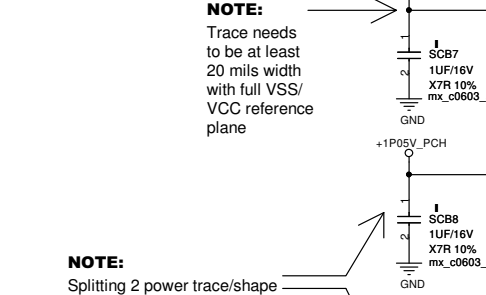 NOTE:
Trace needs
to be at least
20 mils width
with full VSS/
VCC reference
plane
1
2
SCB7
1UF/16V
X7R 10%
mx_c0603_
GND
+1P05V_PCH
1
2
SCB8
1UF/16V
X7R 10%
mx_c0603_
GND
NOTE:
Splitting 2 power trace/shape